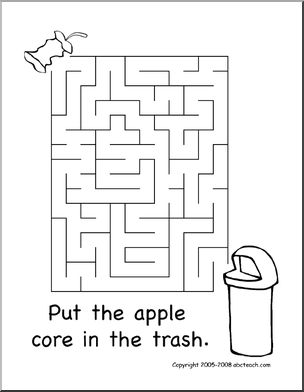 Put the apple
core in the trash.
Copyright 2005-2008 abcteach.com